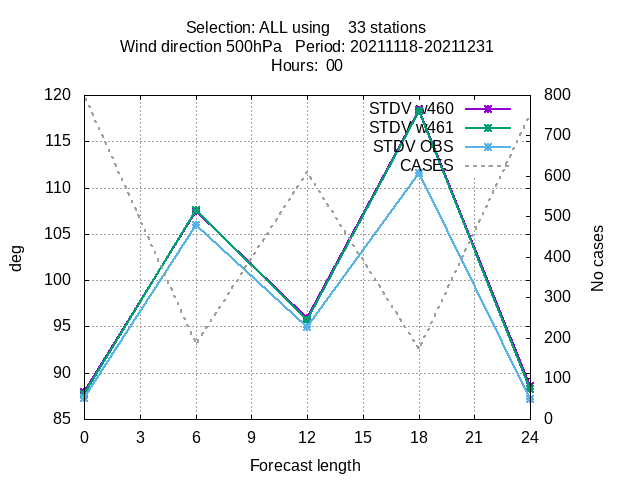 Selection: ALL using 33 stations
Wind direction 500hPa Period: 20211118-20211231
Hours: 00
120
115
110
105
100
95
90
85
deg
800
700
600
500
400
300
200
100
0
No cases
STDV w460
STDV w461
STDV OBS
CASES
0 3 6 9 12 15 18 21 24
Forecast length